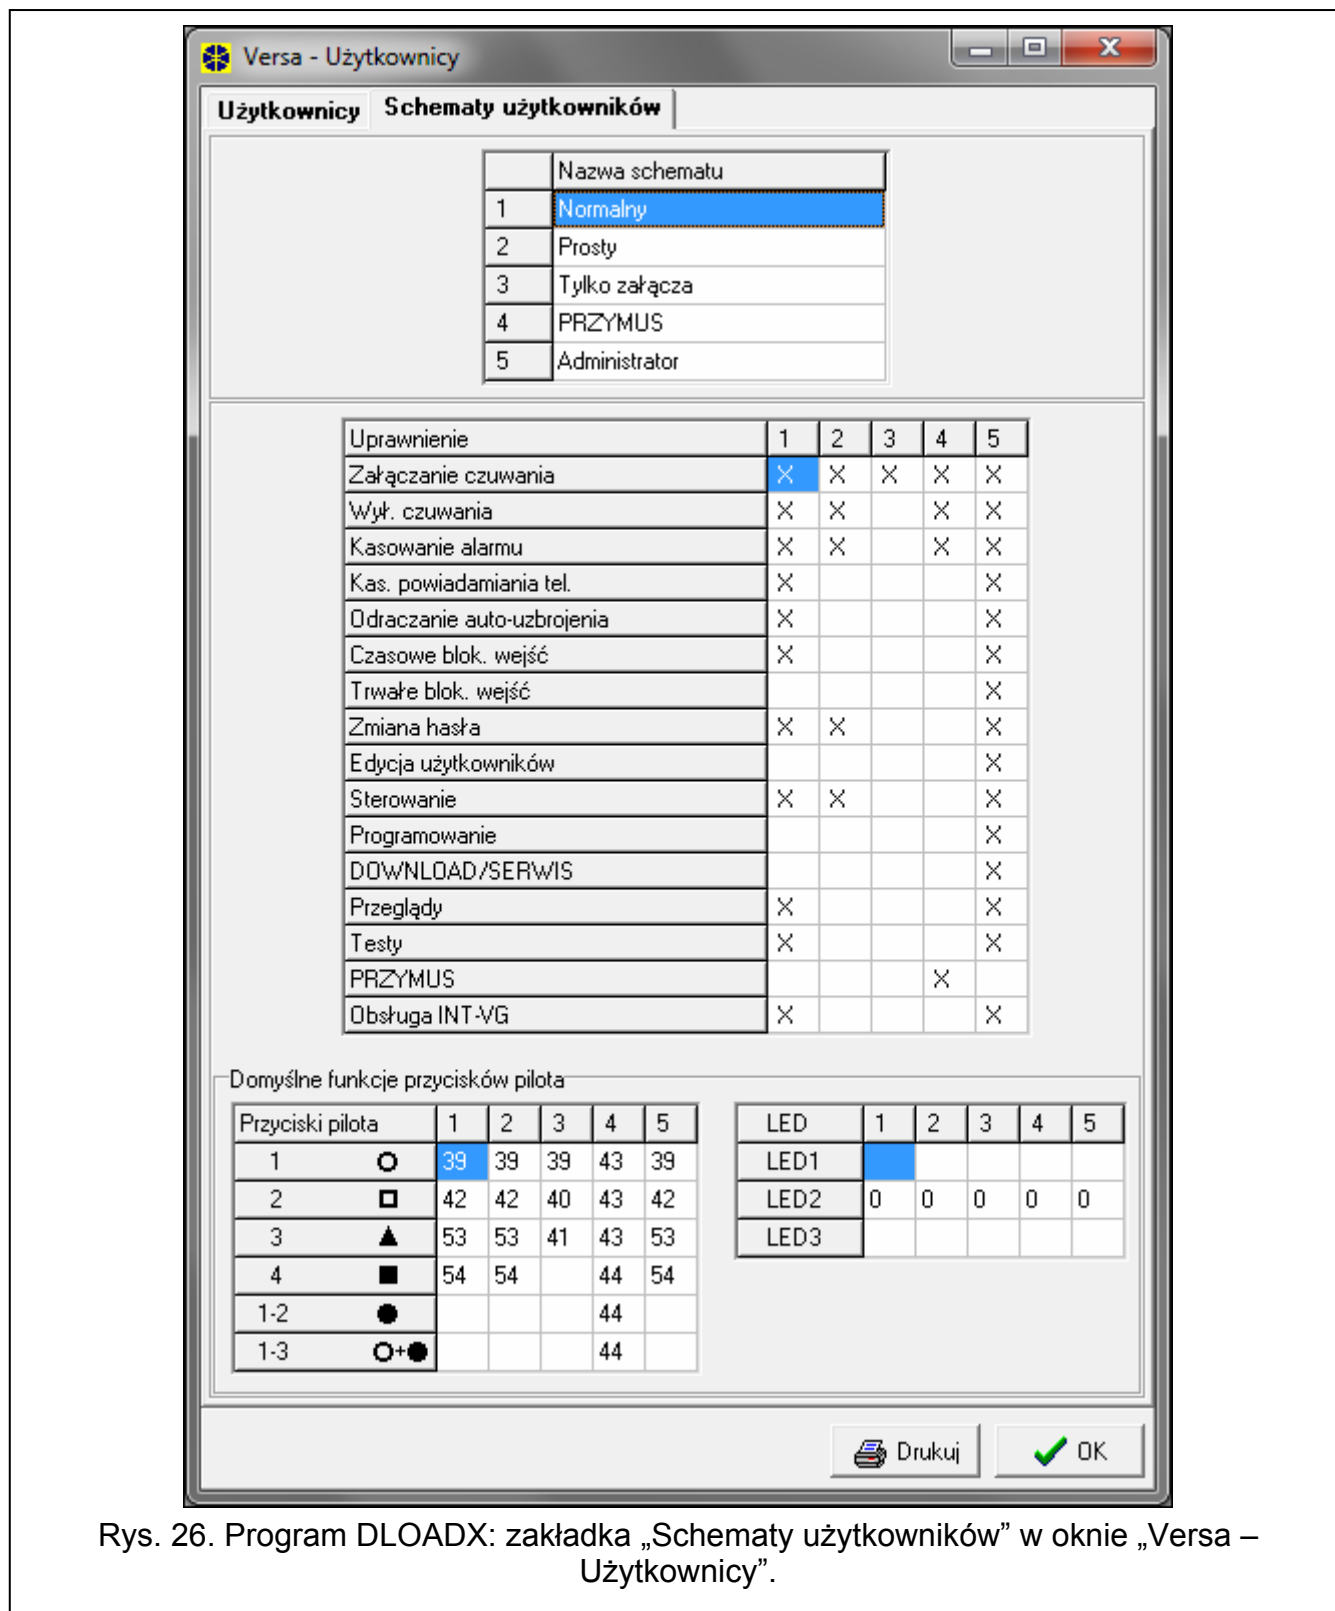 Versa - Użytkownicy
Użytkownicy Schematy użytkowników
Nazwa schematu
1 Normalny
2 Prosty
3 Tylko załącza
4 PRZYMUS
5 Administrator
Uprawnienie 1 2 3 4 5
Załączanie czuwania X X X X X
Wył. czuwania X X X X
Kasowanie alarmu X X X X
Kas. powiadamiania tel. X X
Odraczanie auto-uzbrojenia X X
Czasowe blok. wejść X X
Trwałe blok. wejść X
Zmiana hasła X X X
Edycja użytkowników X
Sterowanie X X X
Programowanie X
DOWNLOAD/SERWIS X
Przeglądy X X
Testy X X
PRZYMUS X
Obsługa INT-VG X X
Domyślne funkcje przycisków pilota
Przyciski pilota 1 2 3 4 5
1 39 39 39 43 39
2 42 42 40 43 42
3 53 53 41 43 53
4 54 54 44 54
1-2 44
1-3 + 44
LED 1 2 3 4 5
LED1
LED2 0 0 0 0 0
LED3
Drukuj OK
Rys. 26. Program DLOADX: zakładka „Schematy użytkowników” w oknie „Versa –
Użytkownicy”.